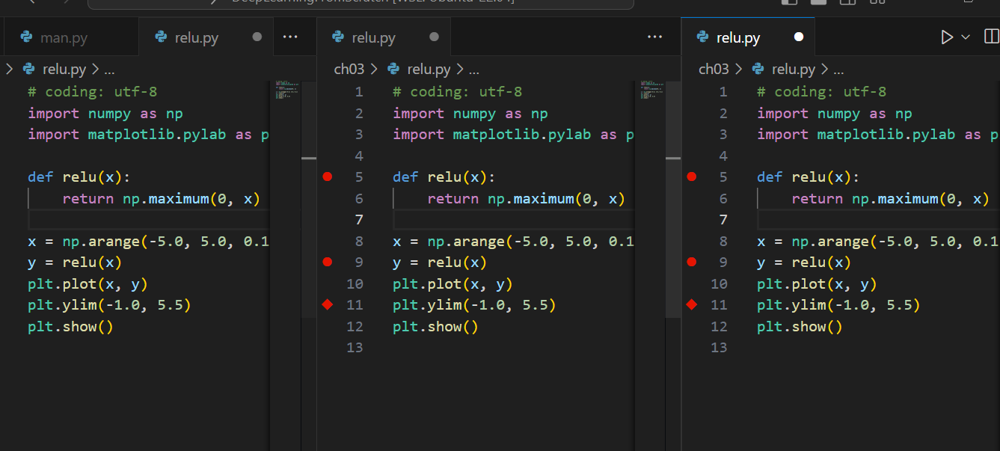 DeepLearningFromScratch [WSL: Ubuntu-22.04]
man.py
relu.py
...
relu.py
...
relu.py
> relu.py > ...
# coding: utf-8
import numpy as np
import matplotlib.pylab as p

def relu(x):
    return np.maximum(0, x)

x = np.arange(-5.0, 5.0, 0.1
y = relu(x)
plt.plot(x, y)
plt.ylim(-1.0, 5.5)
plt.show()
ch03 > relu.py > ...
1 # coding: utf-8
2 import numpy as np
3 import matplotlib.pylab as p
4
5 def relu(x):
6     return np.maximum(0, x)
7
8 x = np.arange(-5.0, 5.0, 0.1
9 y = relu(x)
10 plt.plot(x, y)
11 plt.ylim(-1.0, 5.5)
12 plt.show()
13
ch03 > relu.py > ...
1 # coding: utf-8
2 import numpy as np
3 import matplotlib.pylab as p
4
5 def relu(x):
6     return np.maximum(0, x)
7
8 x = np.arange(-5.0, 5.0, 0.1
9 y = relu(x)
10 plt.plot(x, y)
11 plt.ylim(-1.0, 5.5)
12 plt.show()
13